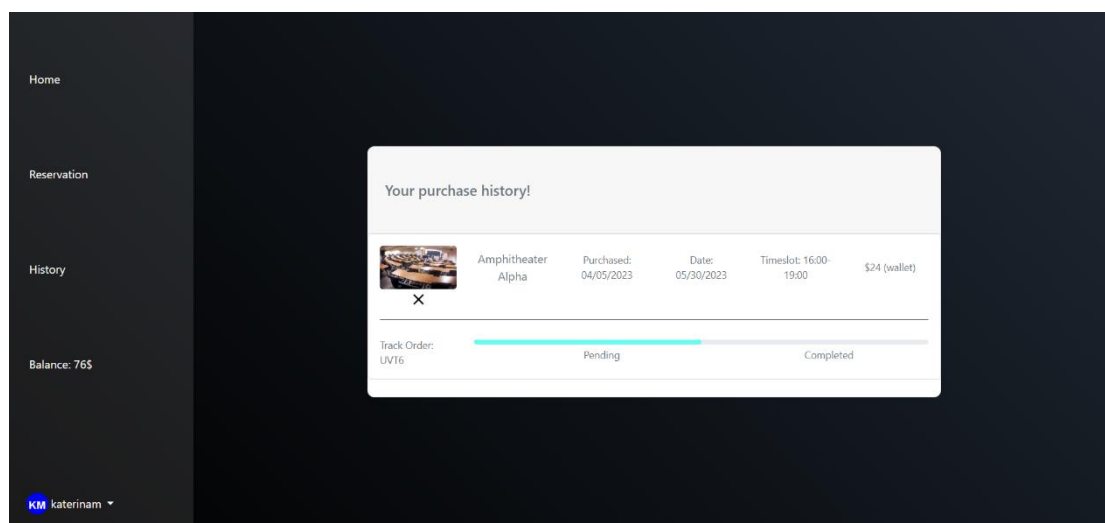 Home
Reservation
History
Balance: 76$
KM katerinam
Your purchase history!
Amphitheater
Alpha
Purchased:
04/05/2023
Date:
05/30/2023
Timeslot: 16:00-
19:00
$24 (wallet)
Track Order:
UVT6
Pending
Completed